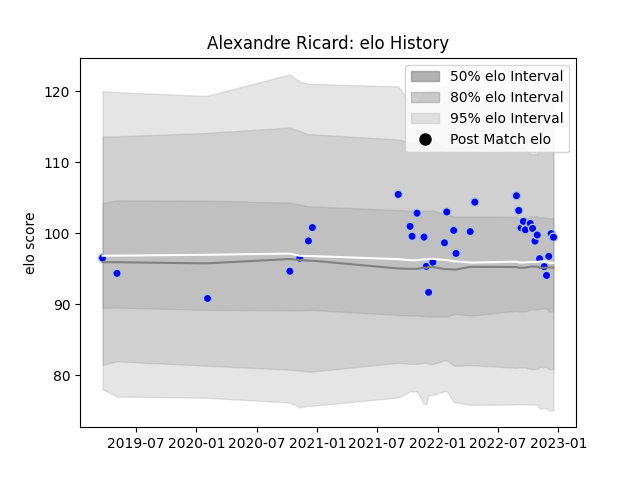 Alexandre Ricard: elo History
50% elo Interval
80% elo Interval
95% elo Interval
Post Match elo
elo score
120
110
100
90
80
2019-07 2020-01 2020-07 2021-01 2021-07 2022-01 2022-07 2023-01